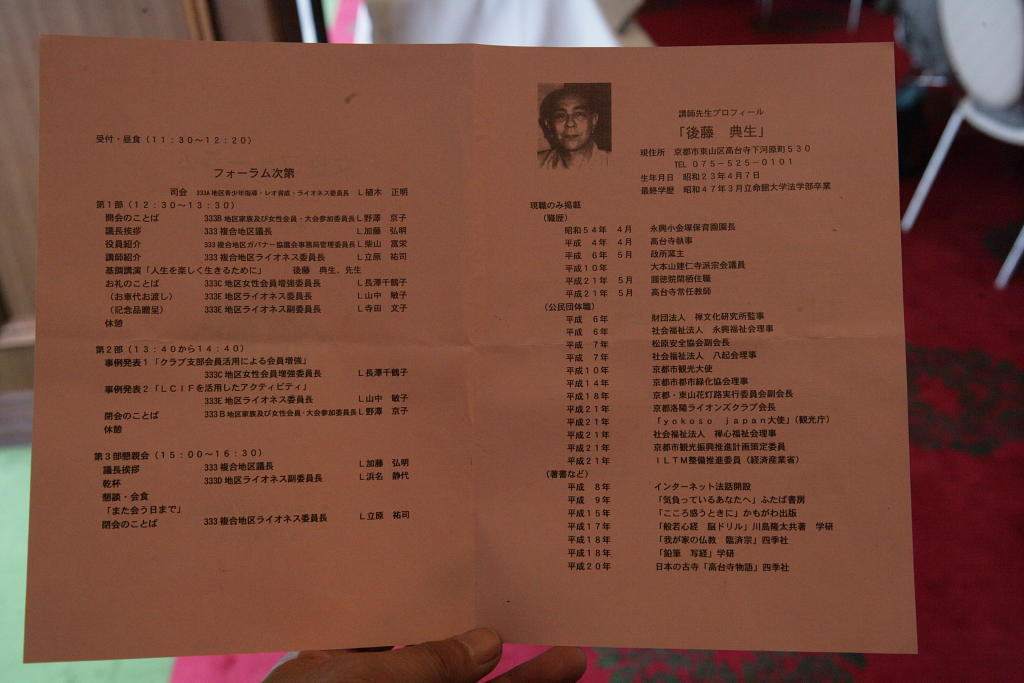 受付・昼食(11:30~12:20)
フォーラム次第
司会 333A地区青少年指導・レオ育成・ライオネス委員長 L植木 正明
第1部(12:30~13:30)
開会のことば 333B地区家族及び女性会員・大会参加委員長L野澤 京子
議長挨拶 333複合地区議長 L加藤 弘明
役員紹介 333複合地区ガバナー協議会事務局管理委員長L柴山 富栄
講師紹介 333複合地区ライオネス委員長 L立原 祐司
基調講演「人生を楽しく生きるために」 後藤 典生.先生
お礼のことば 333C地区女性会員増強委員長 L長澤千鶴子
(お車代お渡し) 333E地区ライオネス委員長 L山中 敏子
(記念品贈呈) 333E地区ライオネス副委員長 L寺田 文子
休憩
第2部(13:40から14:40)
事例発表1「クラブ支部会員活用による会員増強」
333C地区女性会員増強委員長 L長澤千鶴子
事例発表2「LCIFを活用したアクティビティ」
333E地区ライオネス委員長 L山中 敏子
閉会のことば 333B地区家族及び女性会員・大会参加委員長L野澤 京子
休憩
第3部懇親会(15:00~16:30)
議長挨拶 333複合地区議長 L加藤 弘明
乾杯 333D地区ライオネス副委員長 L浜名 静代
懇談・会食
「また会う日まで」
閉会のことば 333複合地区ライオネス委員長 L立原 祐司
講師先生プロフィール
「後藤 典生」
現住所 京都市東山区高台寺下河原町530
TEL 075-525-0101
生年月日 昭和23年4月7日
最終学歴 昭和47年3月立命館大学法学部卒業
現職のみ掲載
(職歴)
昭和54年 4月 永興小金塚保育園園長
平成 4年 4月 高台寺執事
平成 6年 5月 政所窯主
平成10年 大本山建仁寺派宗会議員
平成21年 5月 圓徳院閑栖住職
平成21年 5月 高台寺常任教師
(公民団体職)
平成 6年 財団法人 禅文化研究所監事
平成 6年 社会福祉法人 永興福祉会理事
平成 7年 松原安全協会副会長
平成 7年 社会福祉法人 八起会理事
平成10年 京都市観光大使
平成14年 京都市都市緑化協会理事
平成18年 京都・東山花灯路実行委員会副会長
平成21年 京都洛陽ライオンズクラブ会長
平成21年 「yokoso japan大使」(観光庁)
平成21年 社会福祉法人 禅心福祉会理事
平成21年 京都市観光振興推進計画策定委員
平成21年 ILTM整備推進委員(経済産業省)
(著書など)
平成 8年 インターネット法話開設
平成 9年 「気負っているあなたへ」ふたば書房
平成15年 「こころ惑うときに」かもがわ出版
平成17年 「般若心経 脳ドリル」川島隆太共著 学研
平成18年 「我が家の仏教 臨済宗」四季社
平成18年 「鉛筆 写経」学研
平成20年 日本の古寺「高台寺物語」四季社